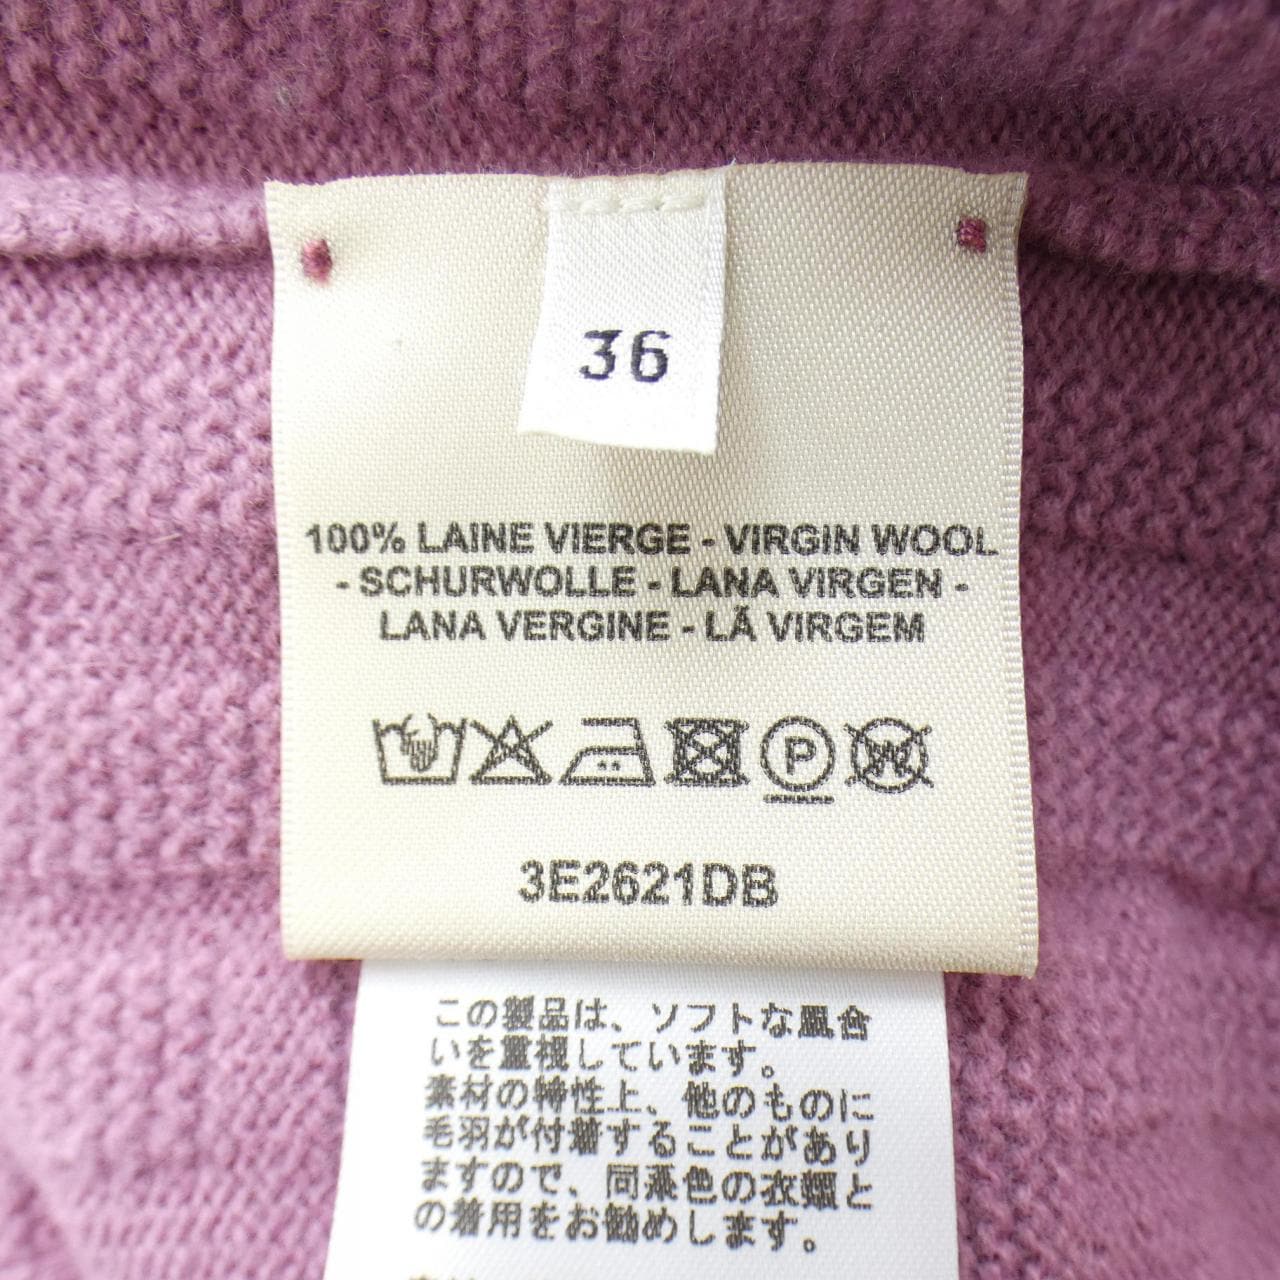 36
100% LAINE VIERGE - VIRGIN WOOL
- SCHURWOLLE - LANA VIRGEN -
LANA VERGINE - LÃ VIRGEM
P
W
3E2621DB
この製品は、ソフトな風合
いを重視しています。
素材の特性上、他のものに
毛羽が付着することがあり
ますので、同系色の衣類と
の着用をお勧めします。